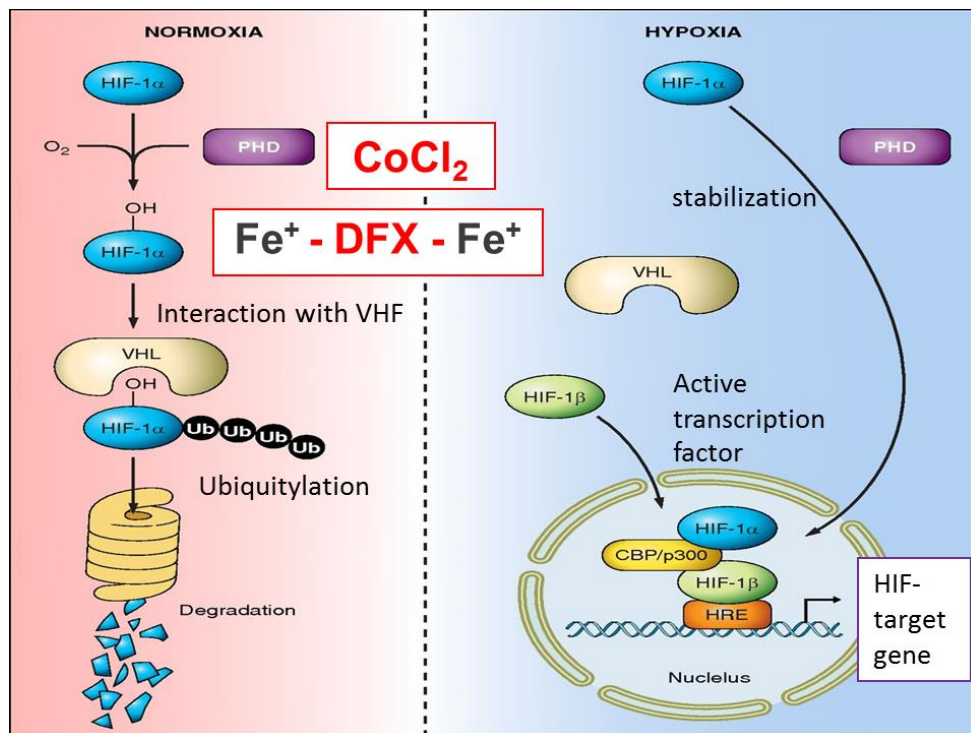 NORMOXIA
HIF-1α
O₂
PHD
CoCl₂
OH
HIF-1α
Fe⁺ - DFX - Fe⁺
Interaction with VHF
VHL
OH
HIF-1α
Ub Ub Ub Ub
Ubiquitylation
Degradation
HYPOXIA
HIF-1α
PHD
stabilization
VHL
HIF-1β
Active
transcription
factor
HIF-1α
CBP/p300
HIF-1β
HRE
Nuclelus
HIF-
target
gene